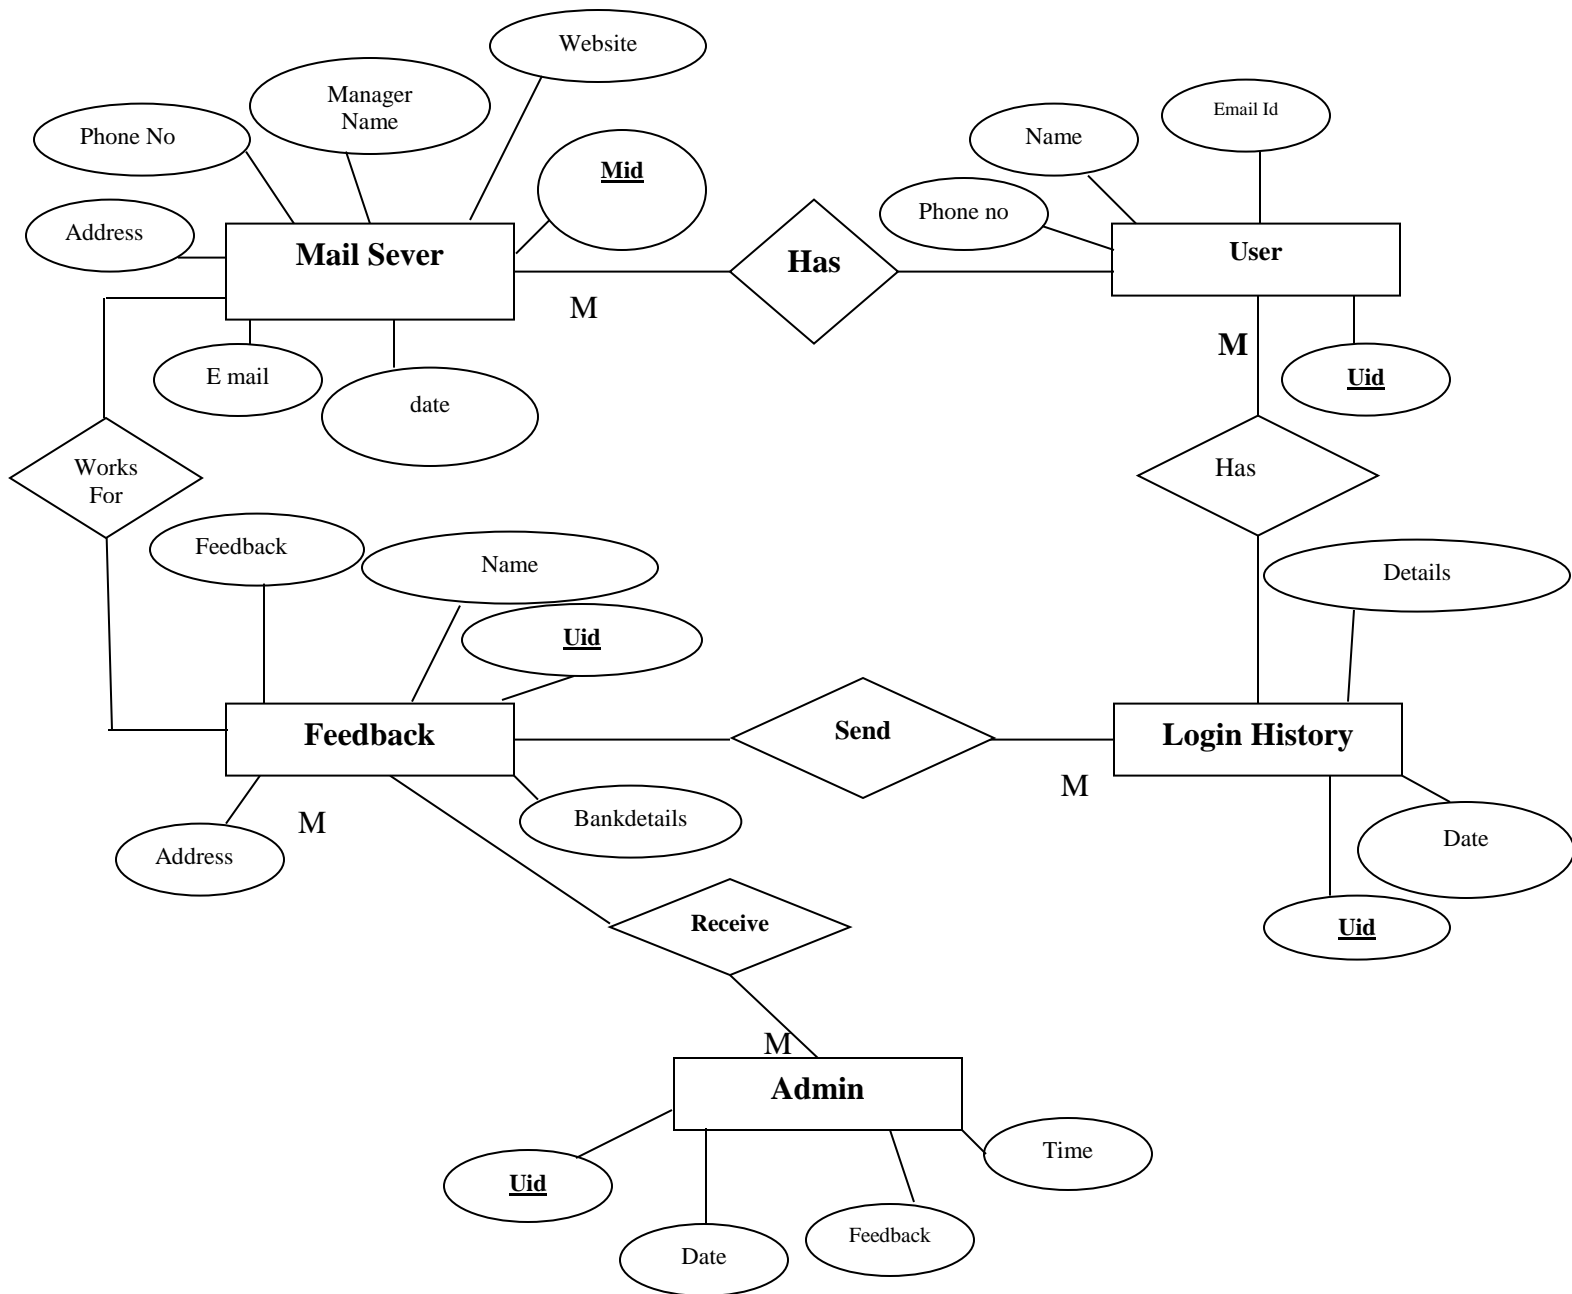 Website
Manager
Name
Email Id
Phone No
Name
Mid
Phone no
Address
Mail Sever
Has
User
M
M
E mail
Uid
date
Works
For
Has
Feedback
Name
Details
Uid
Feedback
Send
Login History
M
M
Bankdetails
Address
Date
Receive
Uid
M
Admin
Time
Uid
Feedback
Date